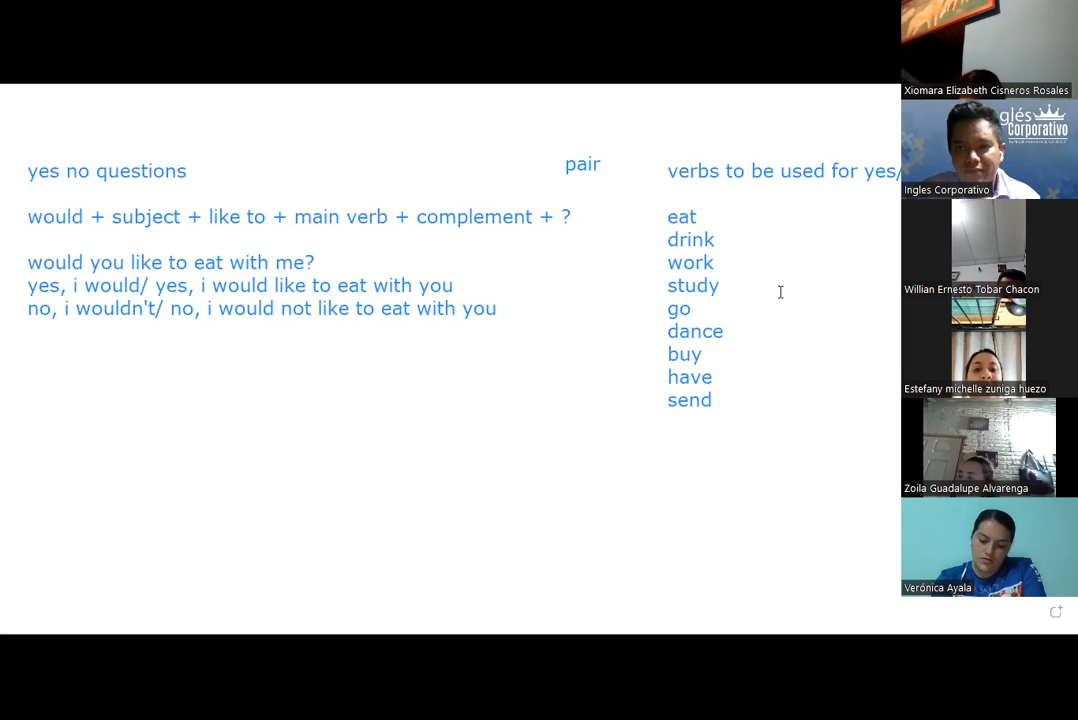 yes no questions
would + subject + like to + main verb + complement + ?
would you like to eat with me?
yes, i would/ yes, i would like to eat with you
no, i wouldn't/ no, i would not like to eat with you
pair
verbs to be used for yes/
eat
drink
work
study
go
dance
buy
have
send
Xiomara Elizabeth Cisneros Rosales
glés
Corporativo
Ingles Corporativo
Willian Ernesto Tobar Chacon
Estefany michelle zuniga huezo
Zoila Guadalupe Alvarenga
Verónica Ayala